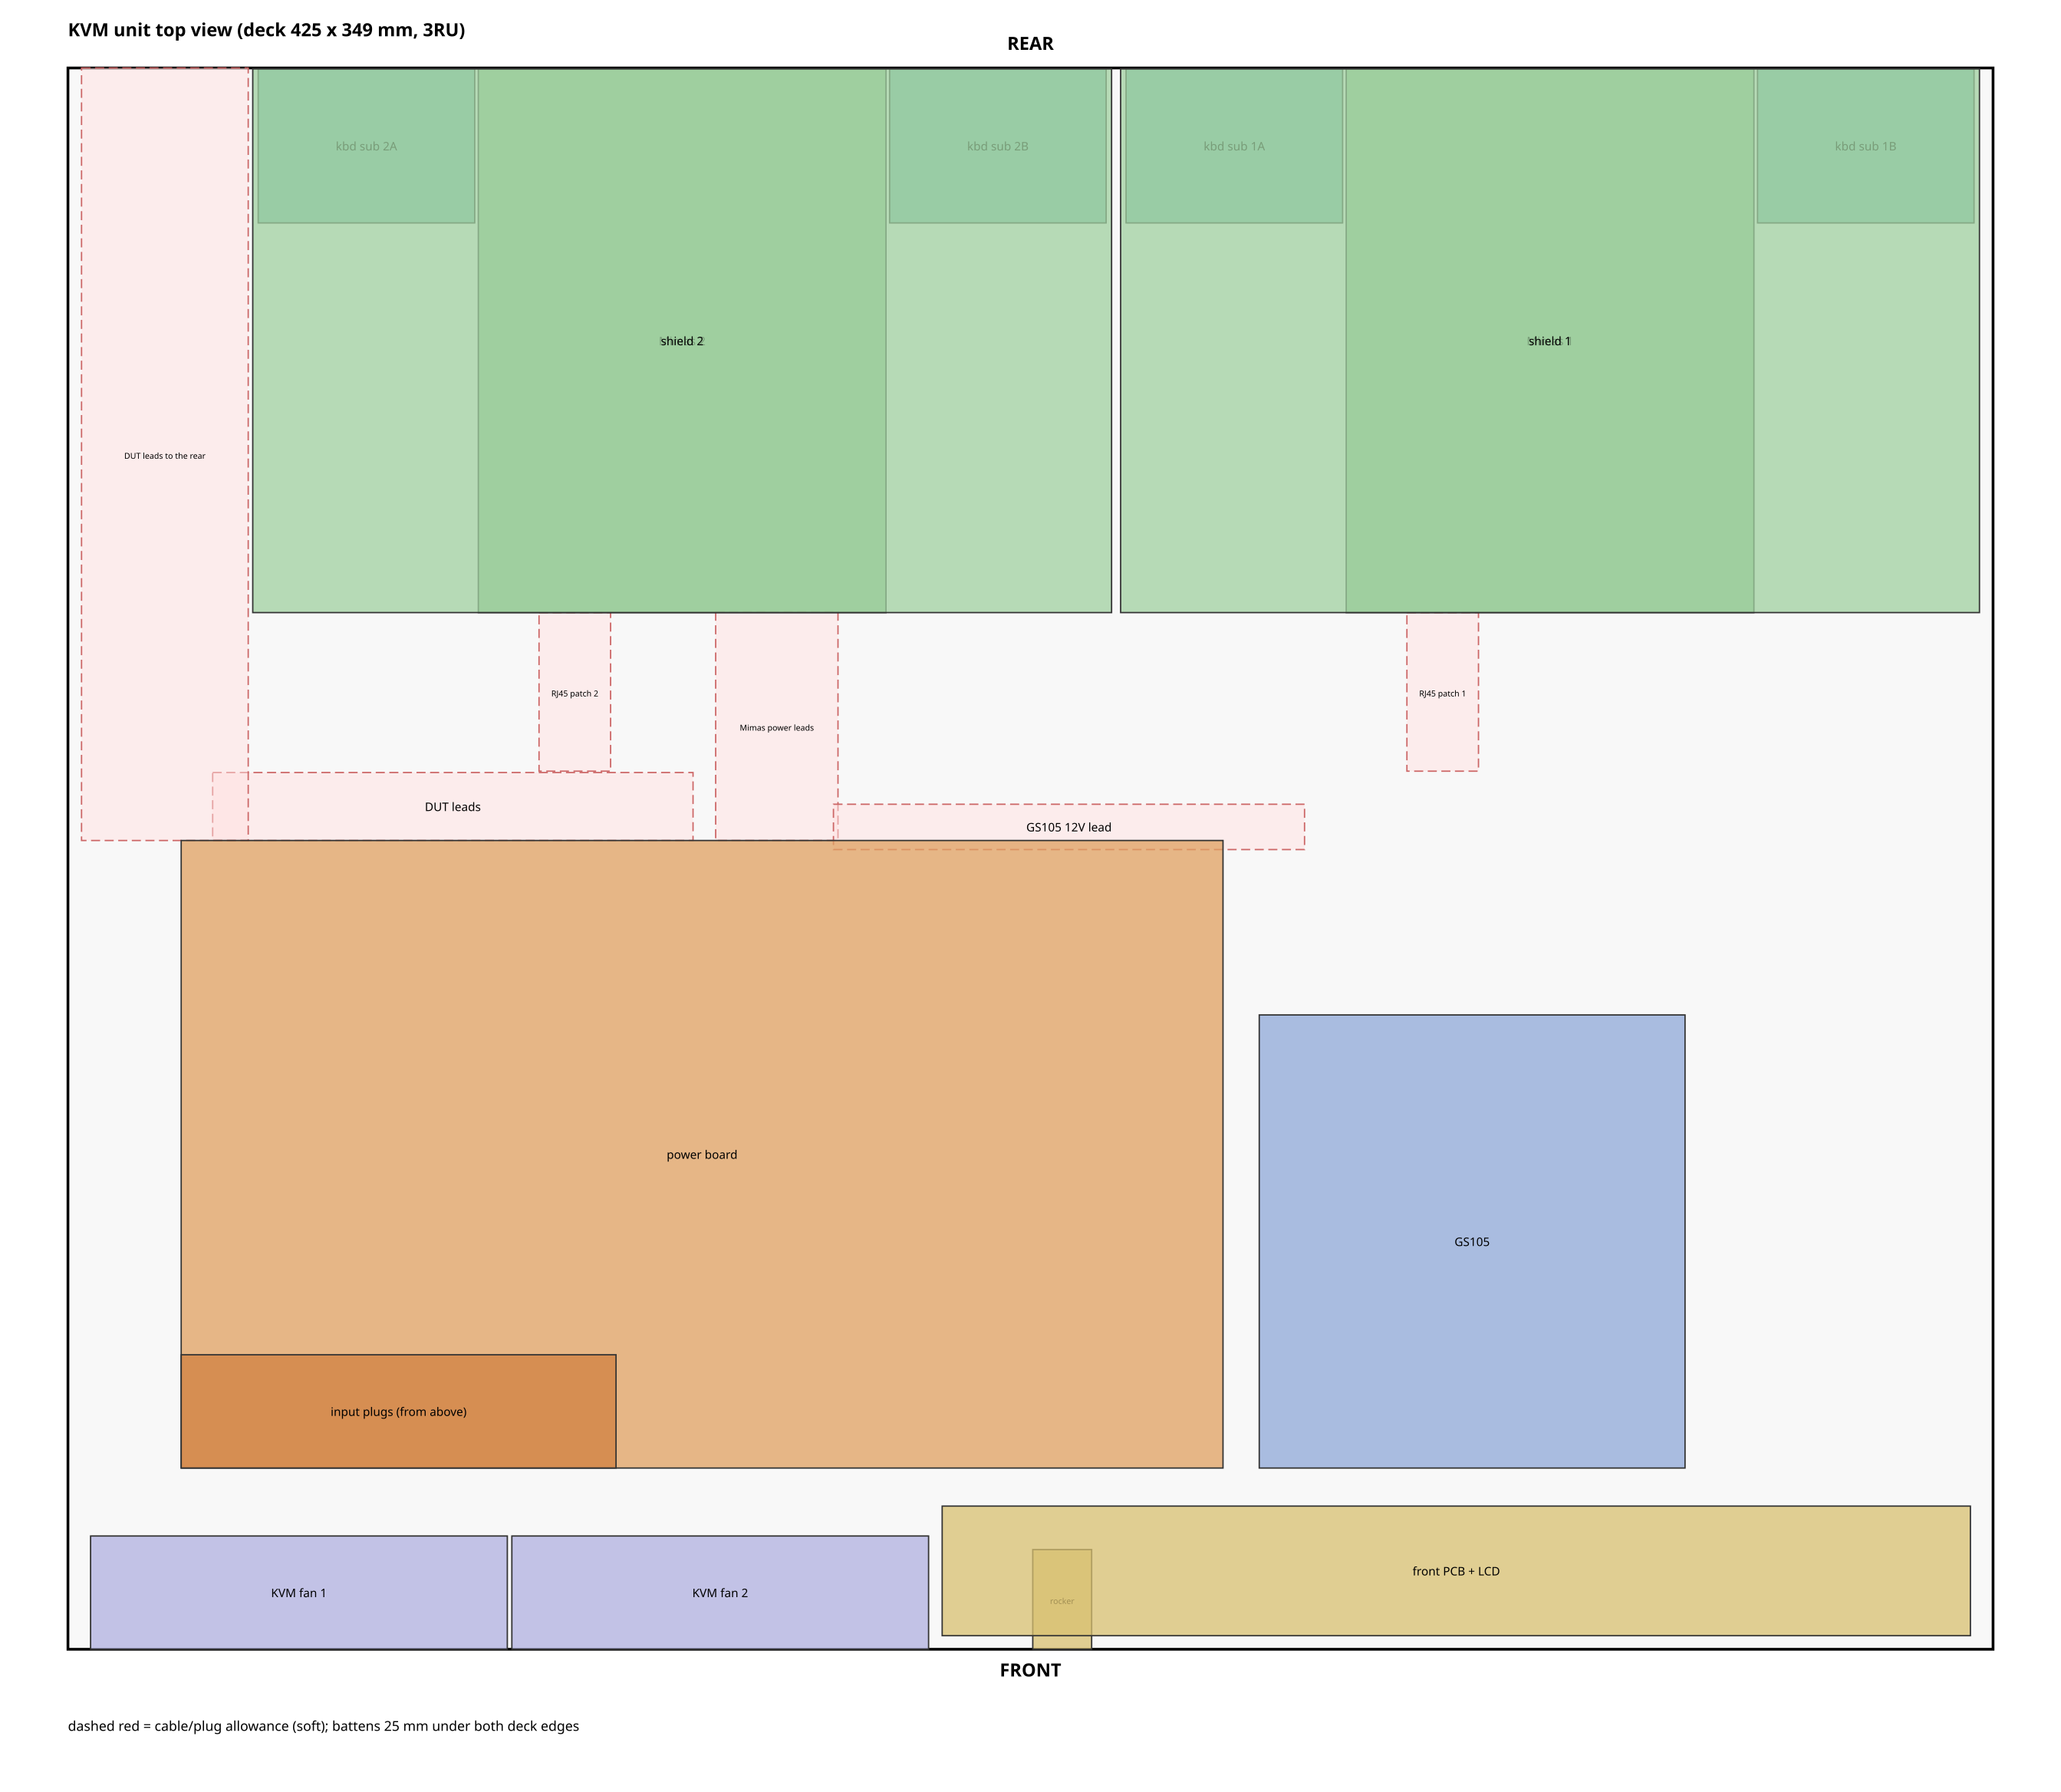 KVM unit top view (deck 425 x 349 mm, 3RU)
REAR
kbd sub 2A
kbd sub 2B
kbd sub 1A
kbd sub 1B
shield 2
shield 1
DUT leads to the rear
RJ45 patch 2
RJ45 patch 1
Mimas power leads
DUT leads
GS105 12V lead
power board
GS105
input plugs (from above)
front PCB + LCD
KVM fan 1
KVM fan 2
rocker
FRONT
dashed red = cable/plug allowance (soft); battens 25 mm under both deck edges